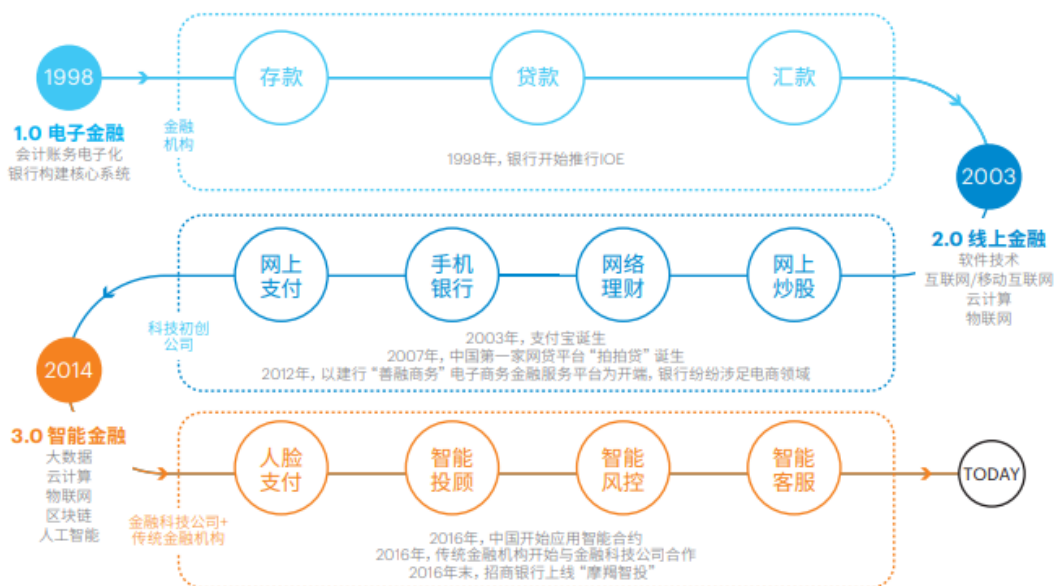 1998
1.0 电子金融
会计账务电子化
银行构建核心系统
金融
机构
存款
贷款
汇款
1998年，银行开始推行IOE
2003
2.0 线上金融
软件技术
互联网/移动互联网
云计算
物联网
网上
支付
手机
银行
网络
理财
网上
炒股
科技初创
公司
2003年，支付宝诞生
2007年，中国第一家网贷平台“拍拍贷”诞生
2012年，以建行“善融商务”电子商务金融服务平台为开端，银行纷纷涉足电商领域
2014
3.0 智能金融
大数据
云计算
物联网
区块链
人工智能
金融科技公司+
传统金融机构
人脸
支付
智能
投顾
智能
风控
智能
客服
TODAY
2016年，中国开始应用智能合约
2016年，传统金融机构开始与金融科技公司合作
2016年末，招商银行上线“摩羯智投”